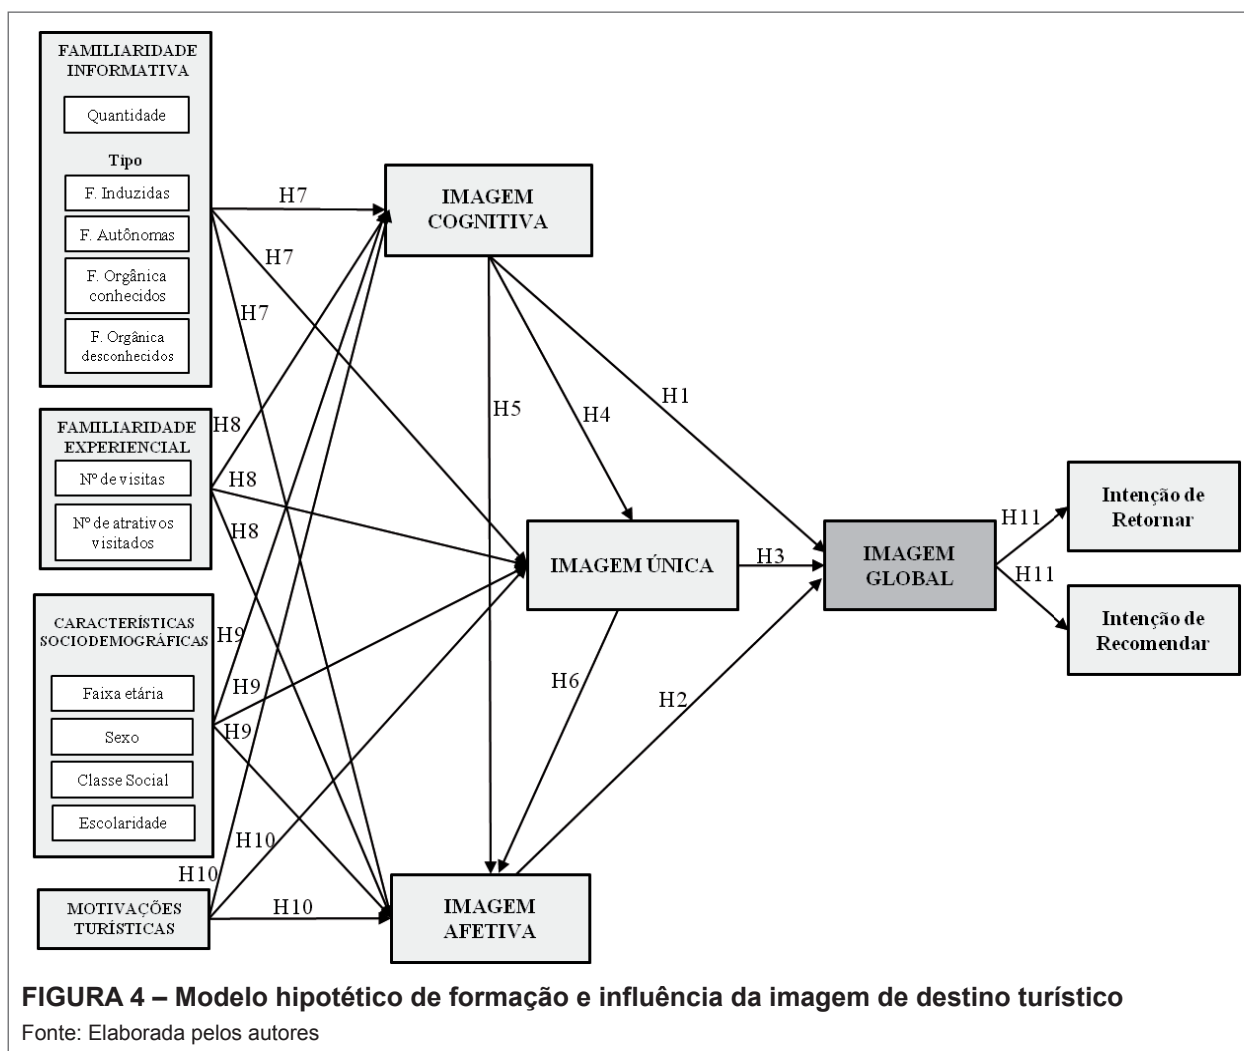 FAMILIARIDADE
INFORMATIVA
Quantidade
Tipo
F. Induzidas
F. Autônomas
F. Orgânica
conhecidos
F. Orgânica
desconhecidos
FAMILIARIDADE
EXPERIENCIAL
Nº de visitas
Nº de atrativos
visitados
CARACTERÍSTICAS
SOCIODEMOGRÁFICAS
Faixa etária
Sexo
Classe Social
Escolaridade
MOTIVAÇÕES
TURÍSTICAS
H7
H7
H7
H8
H8
H8
H9
H9
H9
H10
H10
H10
IMAGEM
COGNITIVA
H5
H4
H1
IMAGEM ÚNICA
H3
H6
H2
IMAGEM
AFETIVA
IMAGEM
GLOBAL
H11
H11
Intenção de
Retornar
Intenção de
Recomendar
FIGURA 4 – Modelo hipotético de formação e influência da imagem de destino turístico
Fonte: Elaborada pelos autores